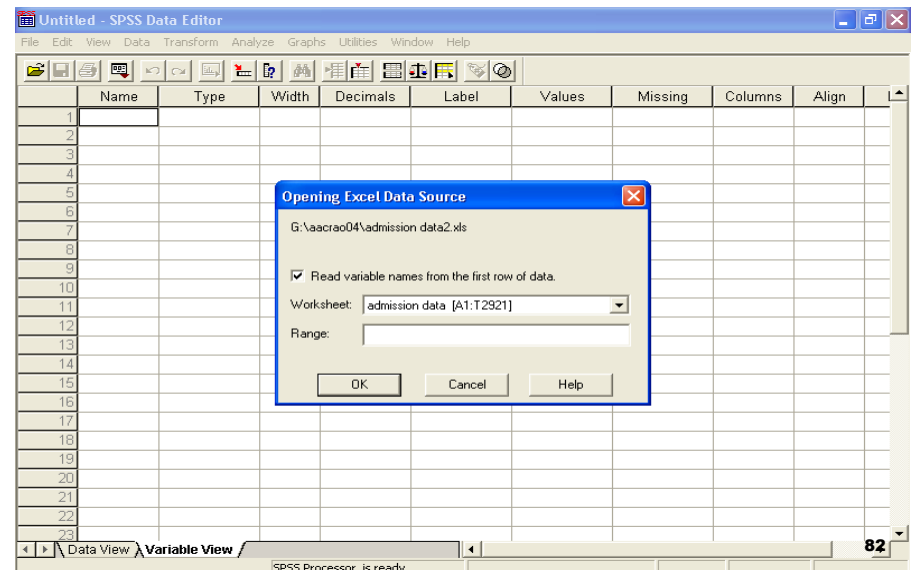 Untitled - SPSS Data Editor
File Edit View Data Transform Analyze Graphs Utilities Window Help
Name Type Width Decimals Label Values Missing Columns Align
1
2
3
4
5
6
7
8
9
10
11
12
13
14
15
16
17
18
19
20
21
22
23
Opening Excel Data Source
G:\aacrao04\admission data2.xls
Read variable names from the first row of data.
Worksheet: admission data [A1:T2921]
Range:
OK Cancel Help
Data View Variable View
82
SPSS Processor is ready